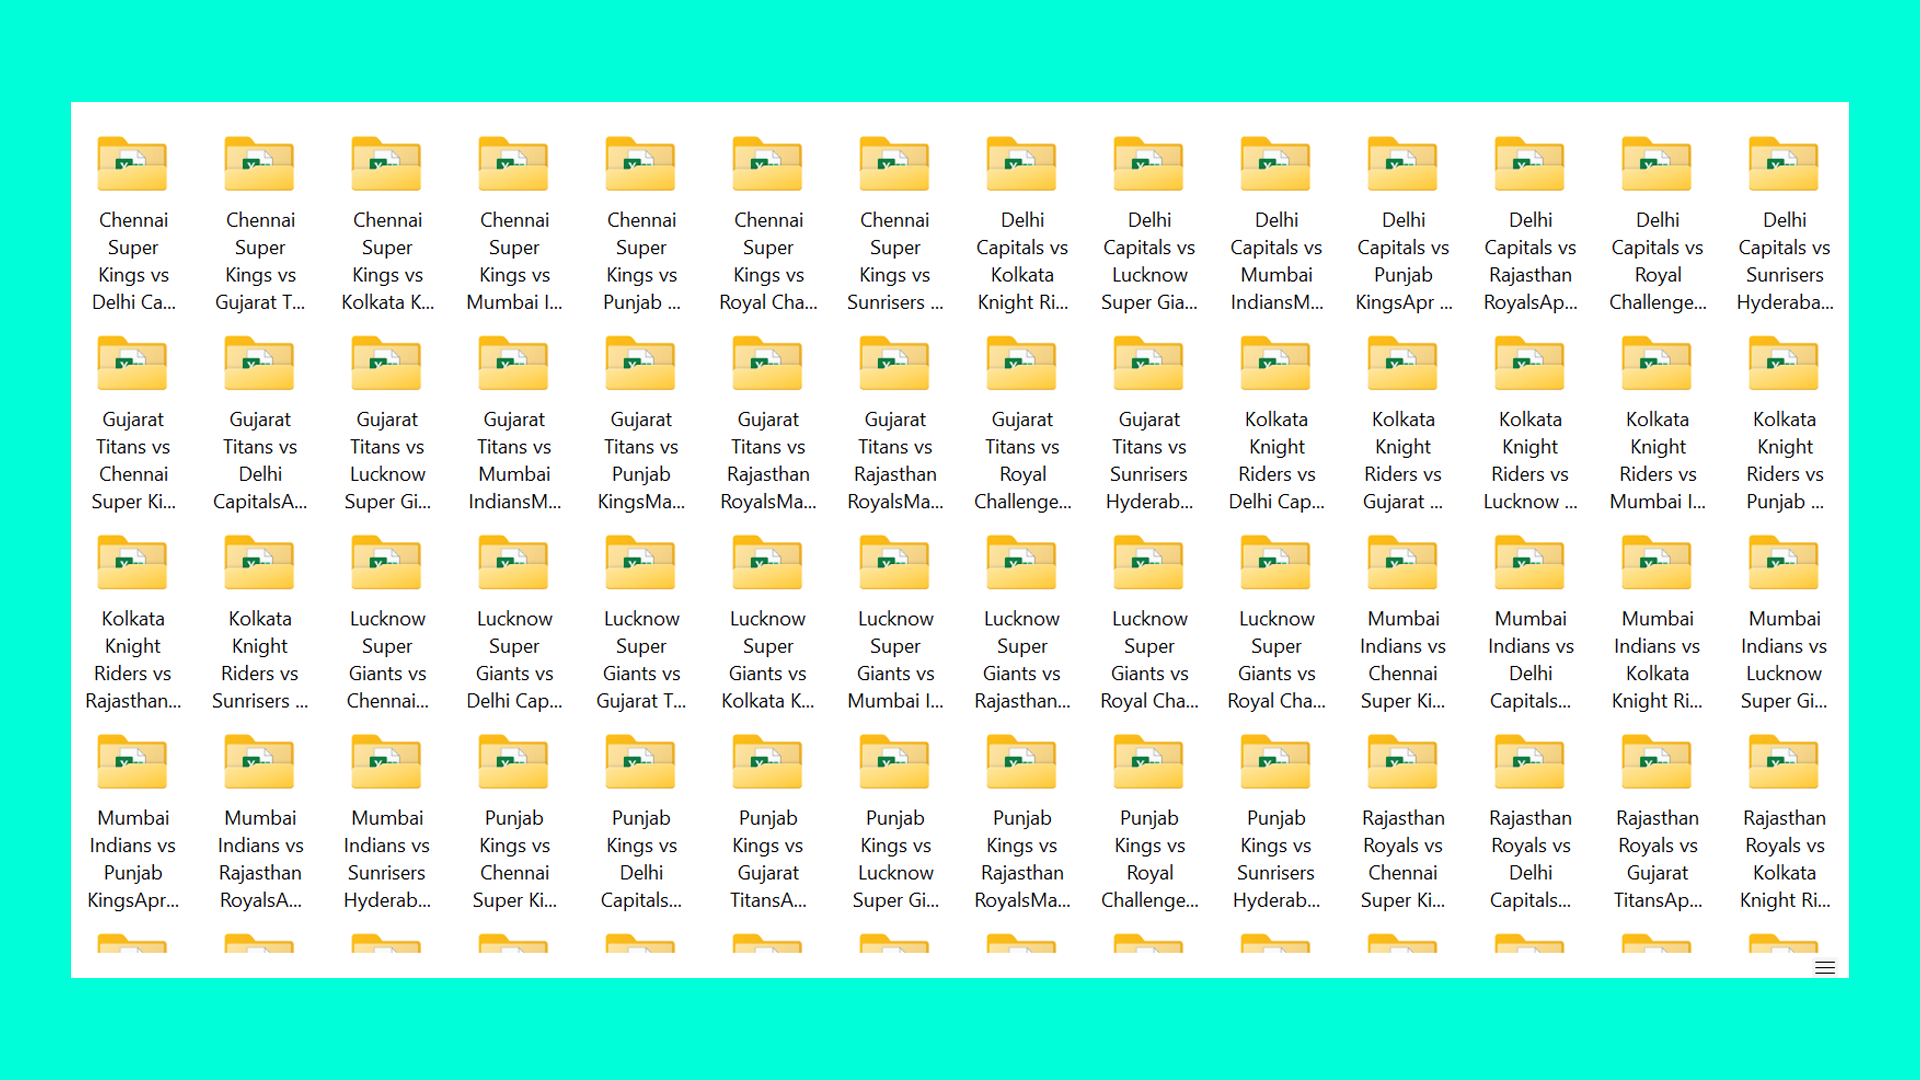 Chennai
Super
Kings vs
Delhi Ca...
Chennai
Super
Kings vs
Gujarat T...
Chennai
Super
Kings vs
Kolkata K...
Chennai
Super
Kings vs
Mumbai I...
Chennai
Super
Kings vs
Punjab ...
Chennai
Super
Kings vs
Royal Cha...
Chennai
Super
Kings vs
Sunrisers ...
Delhi
Capitals vs
Kolkata
Knight Ri...
Delhi
Capitals vs
Lucknow
Super Gia...
Delhi
Capitals vs
Mumbai
IndiansM...
Delhi
Capitals vs
Punjab
KingsApr ...
Delhi
Capitals vs
Rajasthan
RoyalsAp...
Delhi
Capitals vs
Royal
Challenge...
Delhi
Capitals vs
Sunrisers
Hyderaba...
Gujarat
Titans vs
Chennai
Super Ki...
Gujarat
Titans vs
Delhi
CapitalsA...
Gujarat
Titans vs
Lucknow
Super Gi...
Gujarat
Titans vs
Mumbai
IndiansM...
Gujarat
Titans vs
Punjab
KingsMa...
Gujarat
Titans vs
Rajasthan
RoyalsMa...
Gujarat
Titans vs
Rajasthan
RoyalsMa...
Gujarat
Titans vs
Royal
Challenge...
Gujarat
Titans vs
Sunrisers
Hyderab...
Kolkata
Knight
Riders vs
Delhi Cap...
Kolkata
Knight
Riders vs
Gujarat ...
Kolkata
Knight
Riders vs
Lucknow ...
Kolkata
Knight
Riders vs
Mumbai I...
Kolkata
Knight
Riders vs
Punjab ...
Kolkata
Knight
Riders vs
Rajasthan...
Kolkata
Knight
Riders vs
Sunrisers ...
Lucknow
Super
Giants vs
Chennai...
Lucknow
Super
Giants vs
Delhi Cap...
Lucknow
Super
Giants vs
Gujarat T...
Lucknow
Super
Giants vs
Kolkata K...
Lucknow
Super
Giants vs
Mumbai I...
Lucknow
Super
Giants vs
Rajasthan...
Lucknow
Super
Giants vs
Royal Cha...
Lucknow
Super
Giants vs
Royal Cha...
Mumbai
Indians vs
Chennai
Super Ki...
Mumbai
Indians vs
Delhi
Capitals...
Mumbai
Indians vs
Kolkata
Knight Ri...
Mumbai
Indians vs
Lucknow
Super Gi...
Mumbai
Indians vs
Punjab
KingsApr...
Mumbai
Indians vs
Rajasthan
RoyalsA...
Mumbai
Indians vs
Sunrisers
Hyderab...
Punjab
Kings vs
Chennai
Super Ki...
Punjab
Kings vs
Delhi
Capitals...
Punjab
Kings vs
Gujarat
TitansA...
Punjab
Kings vs
Lucknow
Super Gi...
Punjab
Kings vs
Rajasthan
RoyalsMa...
Punjab
Kings vs
Royal
Challenge...
Punjab
Kings vs
Sunrisers
Hyderab...
Rajasthan
Royals vs
Chennai
Super Ki...
Rajasthan
Royals vs
Delhi
Capitals...
Rajasthan
Royals vs
Gujarat
TitansAp...
Rajasthan
Royals vs
Kolkata
Knight Ri...